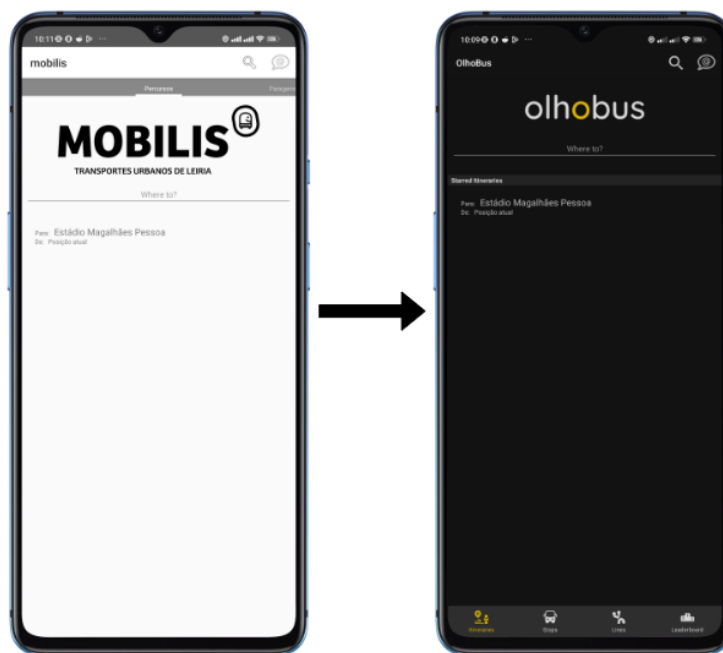 10:11
mobilis
Percursos
Paragens
MOBILIS
TRANSPORTES URBANOS DE LEIRIA
Where to?
Para: Estádio Magalhães Pessoa
De: Posição atual
10:09
OlhoBus
olhobus
Where to?
Starred Itineraries
Para: Estádio Magalhães Pessoa
De: Posição atual
Itineraries
Stops
Lines
Leaderboard